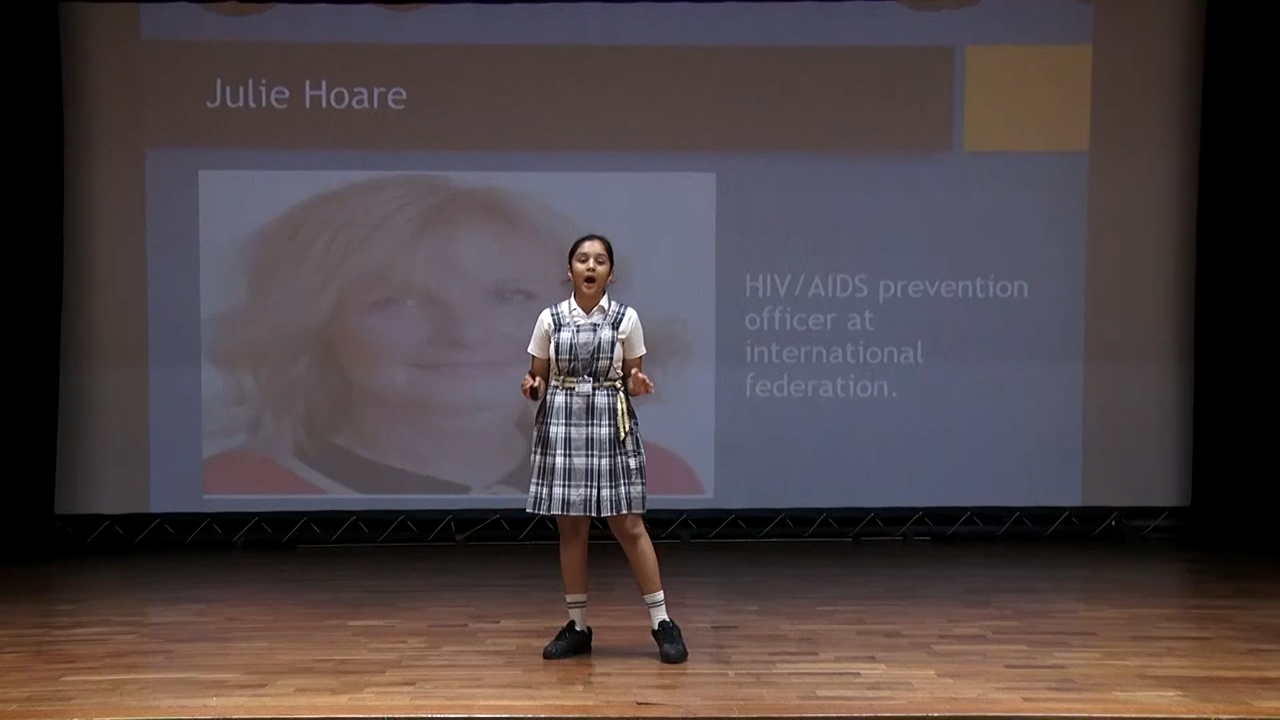 Julie Hoare
HIV/AIDS prevention
officer at
international
federation.